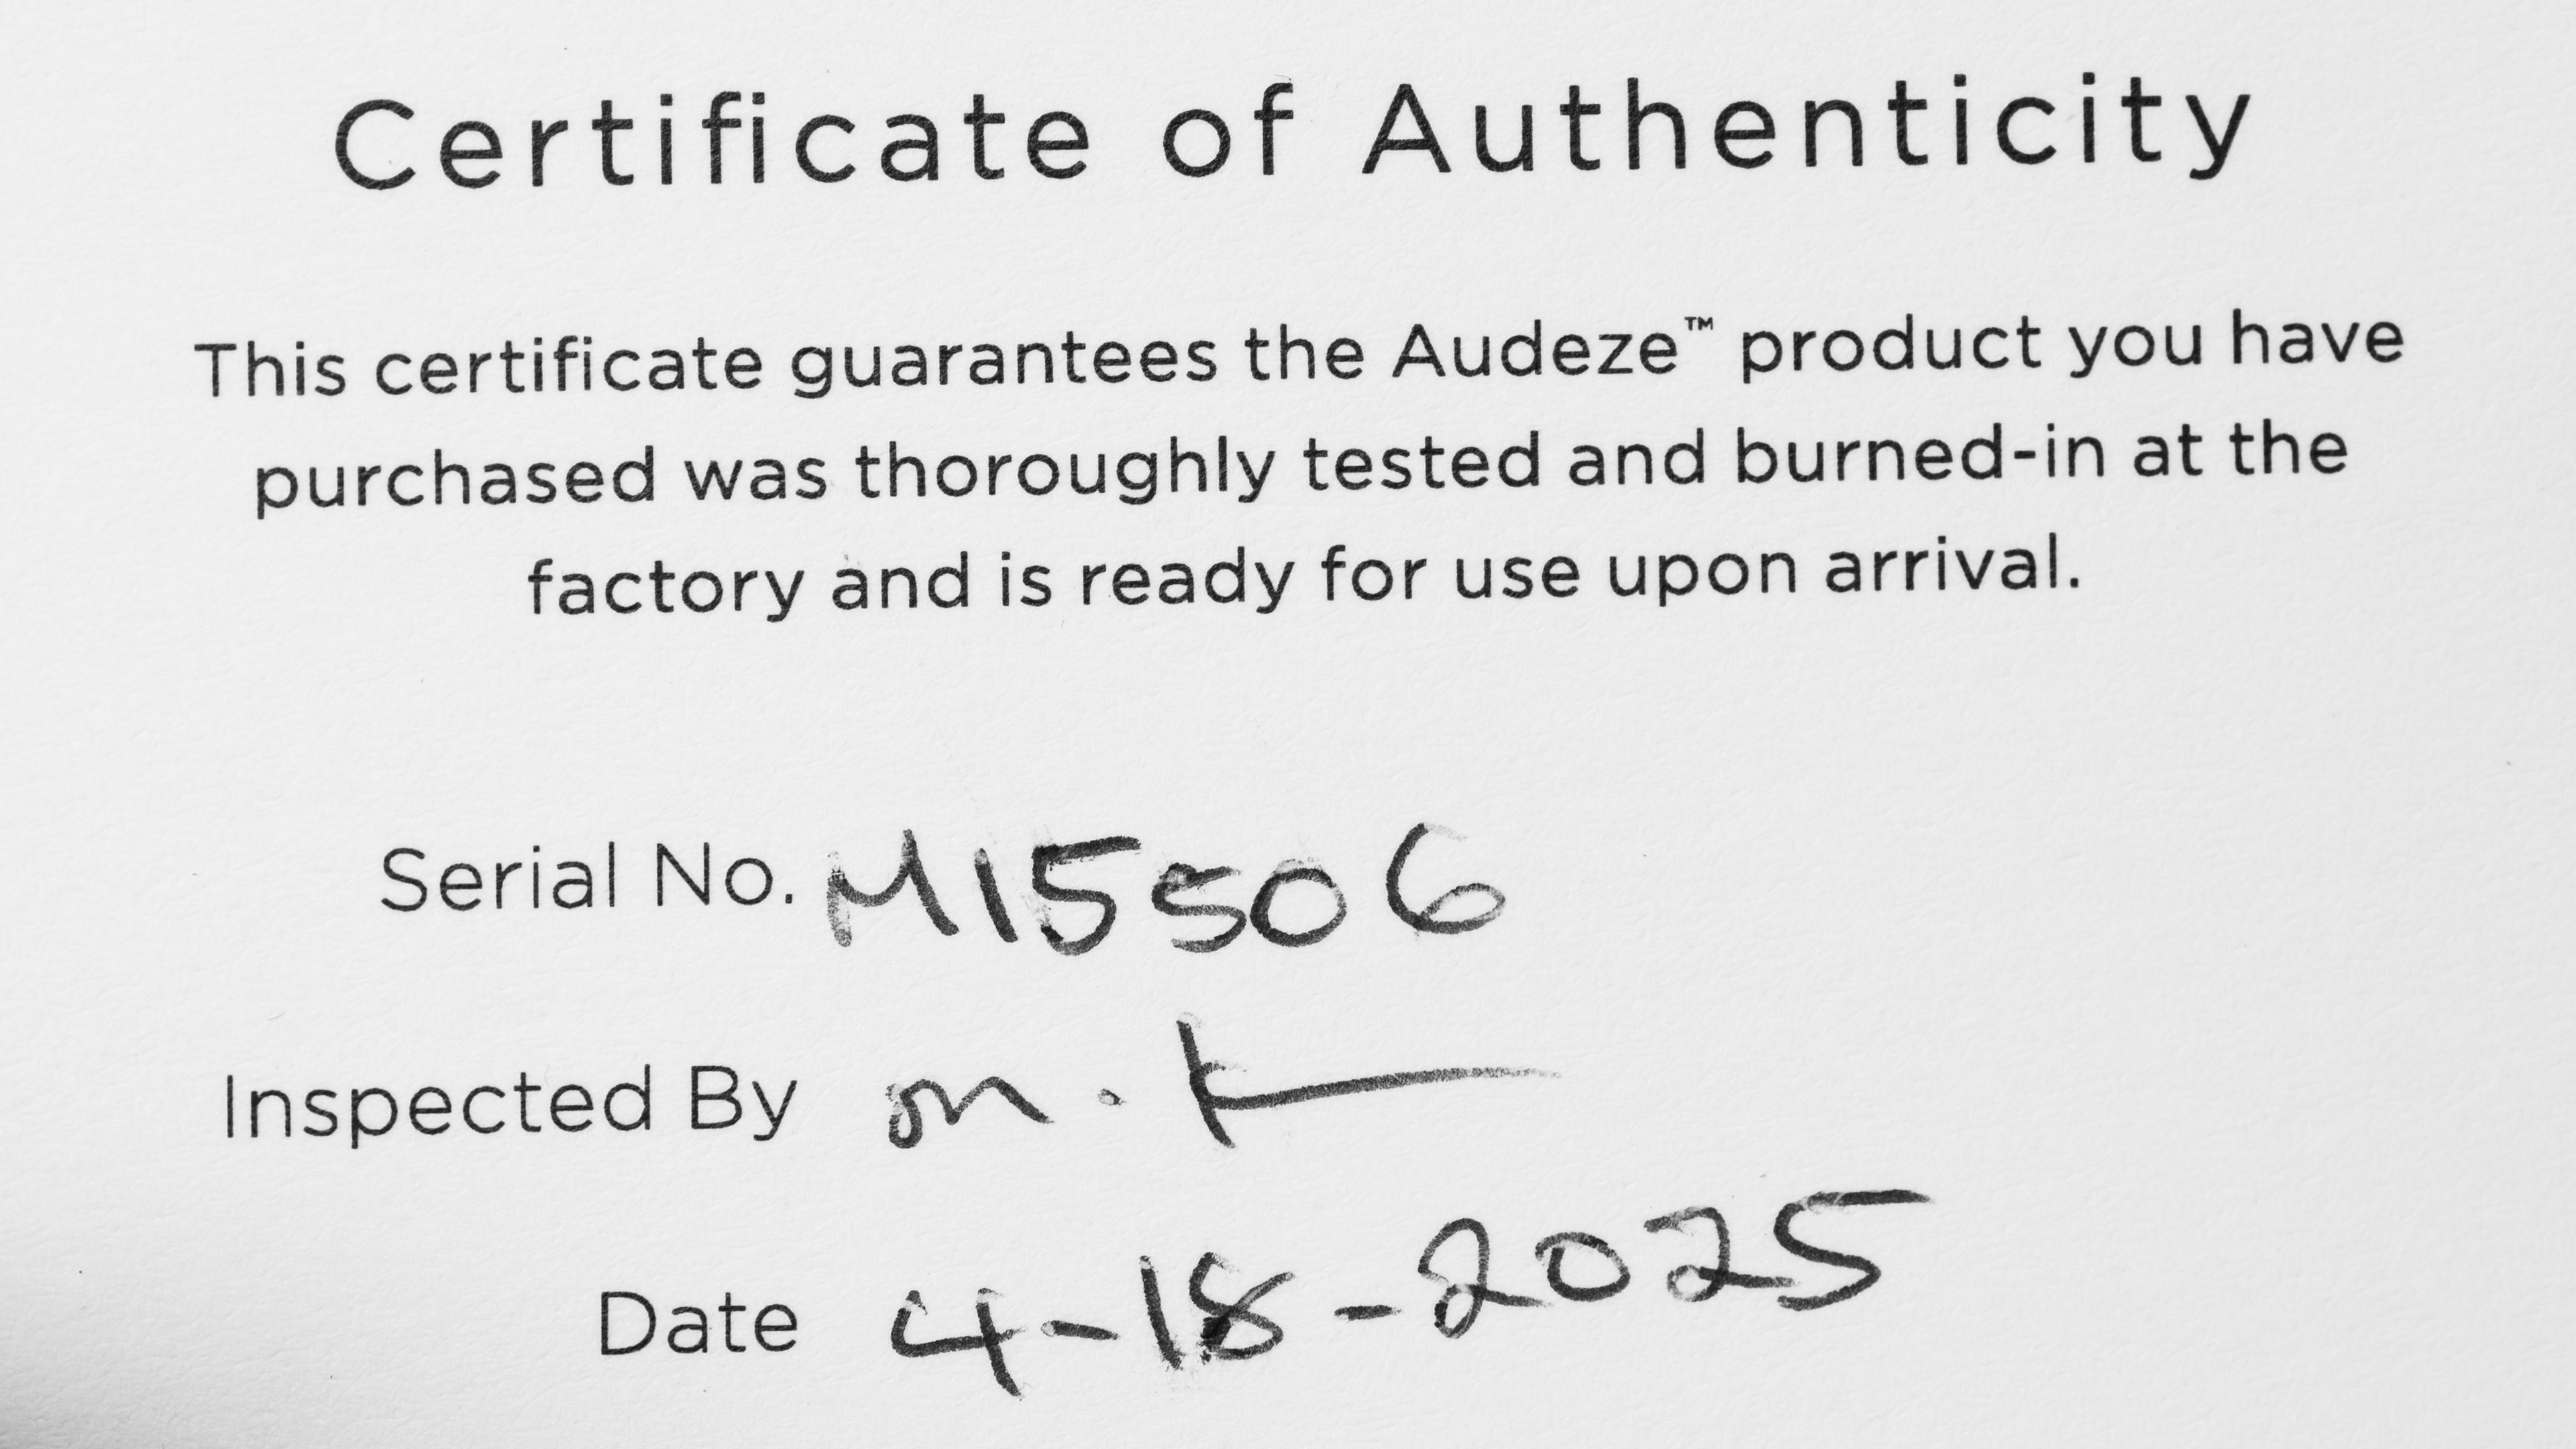 Certificate of Authenticity
This certificate guarantees the Audeze™ product you have
purchased was thoroughly tested and burned-in at the
factory and is ready for use upon arrival.
Serial No. M15506
Inspected By
Date 4-18-2025